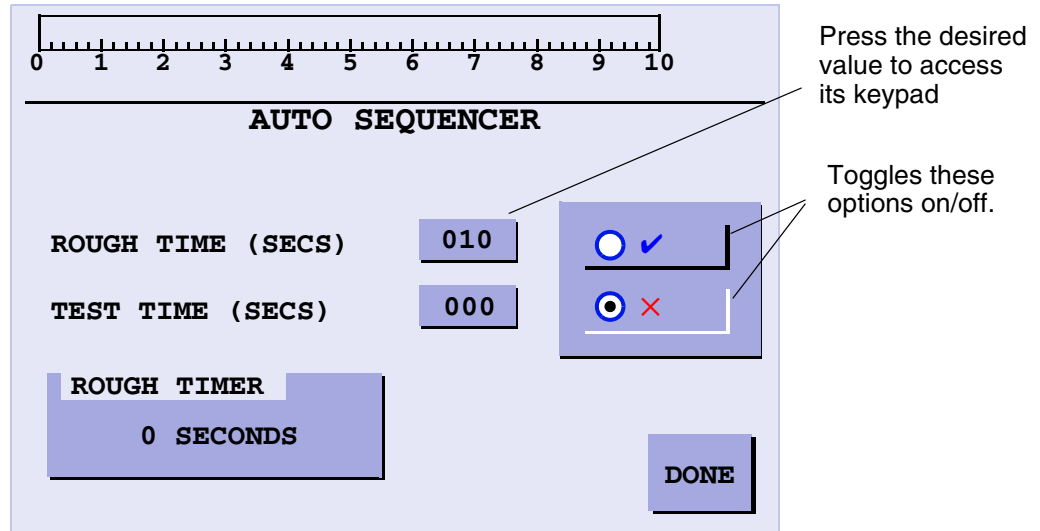 0 1 2 3 4 5 6 7 8 9 10
Press the desired
value to access
its keypad
AUTO SEQUENCER
Toggles these
options on/off.
ROUGH TIME (SECS) 010 ✔
TEST TIME (SECS) 000 ×
ROUGH TIMER
0 SECONDS
DONE